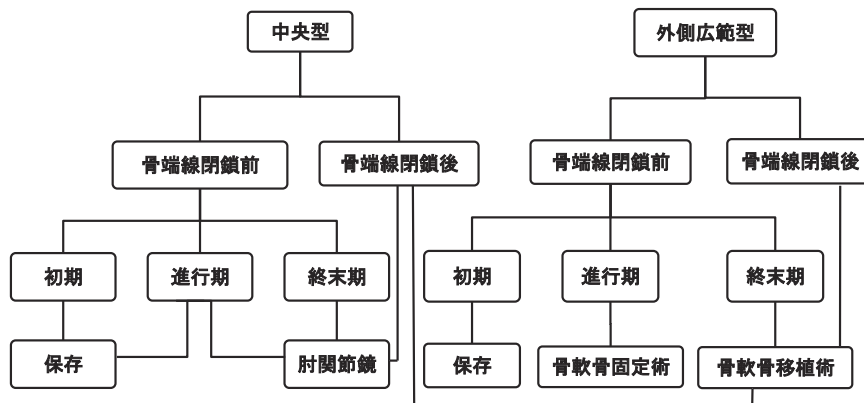 中央型
外側広範型
骨端線閉鎖前
骨端線閉鎖後
骨端線閉鎖前
骨端線閉鎖後
初期
進行期
終末期
初期
進行期
終末期
保存
肘関節鏡
保存
骨軟骨固定術
骨軟骨移植術